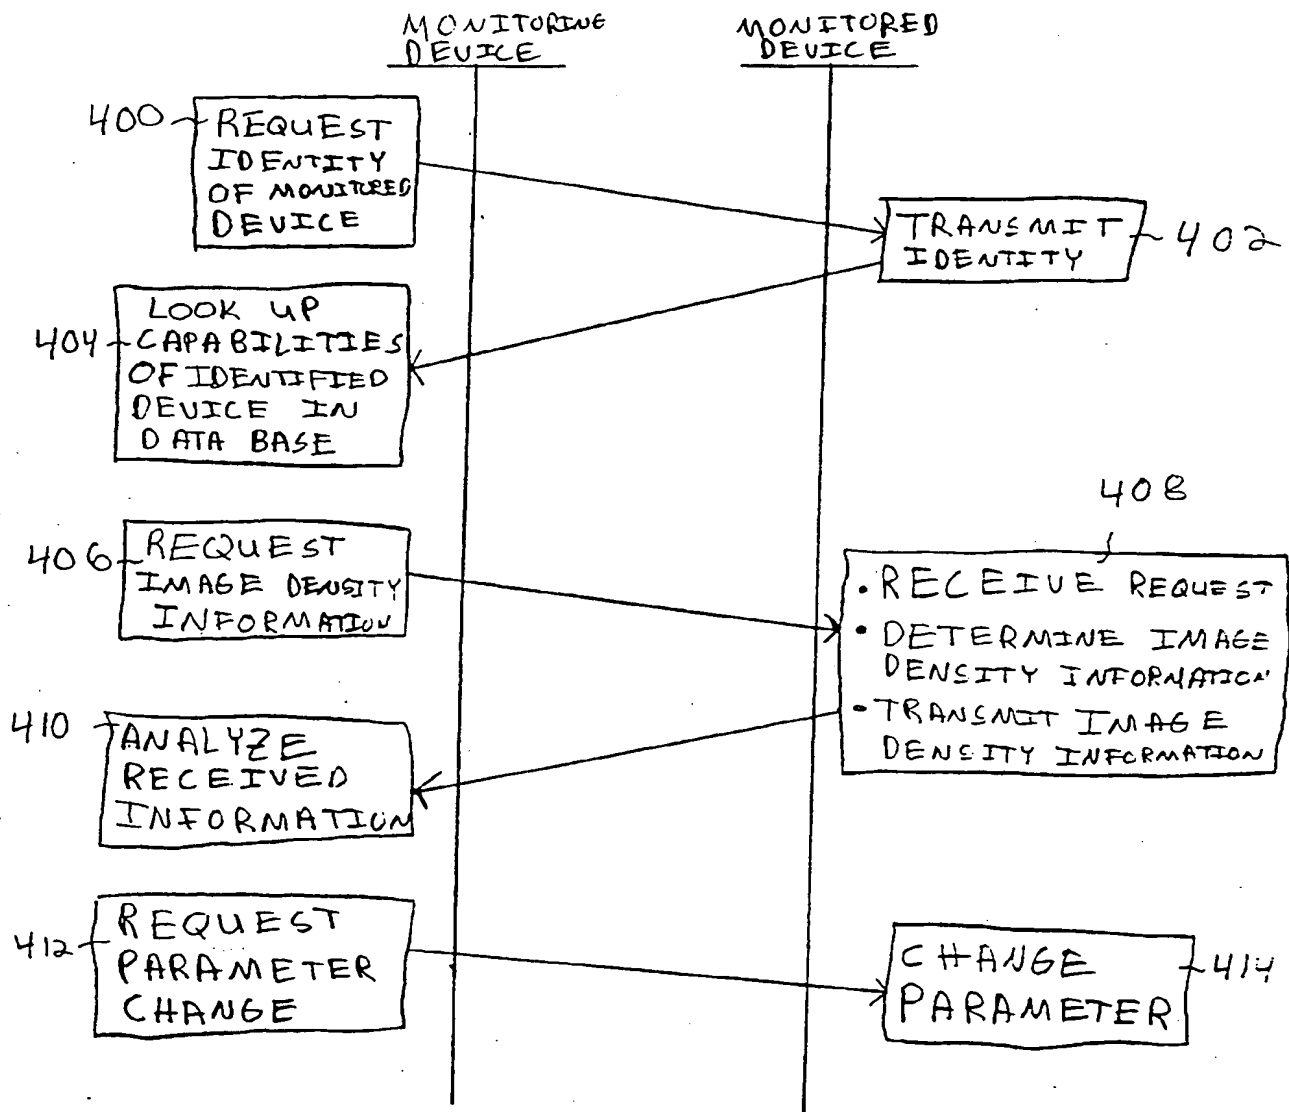 MONITORING
DEVICE
MONITORED
DEVICE
400
REQUEST
IDENTITY
OF MONITORED
DEVICE
TRANSMIT
IDENTITY
402
404
LOOK UP
CAPABILITIES
OF IDENTIFIED
DEVICE IN
DATA BASE
406
REQUEST
IMAGE DENSITY
INFORMATION
408
• RECEIVE REQUEST
• DETERMINE IMAGE
DENSITY INFORMATION
• TRANSMIT IMAGE
DENSITY INFORMATION
410
ANALYZE
RECEIVED
INFORMATION
412
REQUEST
PARAMETER
CHANGE
CHANGE
PARAMETER
414